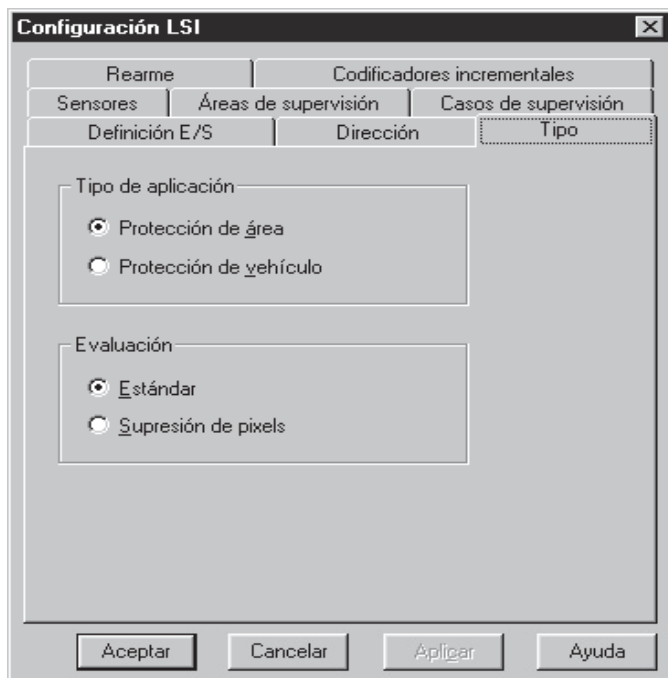 Configuración LSI
Rearme
Codificadores incrementales
Sensores
Áreas de supervisión
Casos de supervisión
Definición E/S
Dirección
Tipo
Tipo de aplicación
Protección de área
Protección de vehículo
Evaluación
Estándar
Supresión de pixels
Aceptar
Cancelar
Aplicar
Ayuda